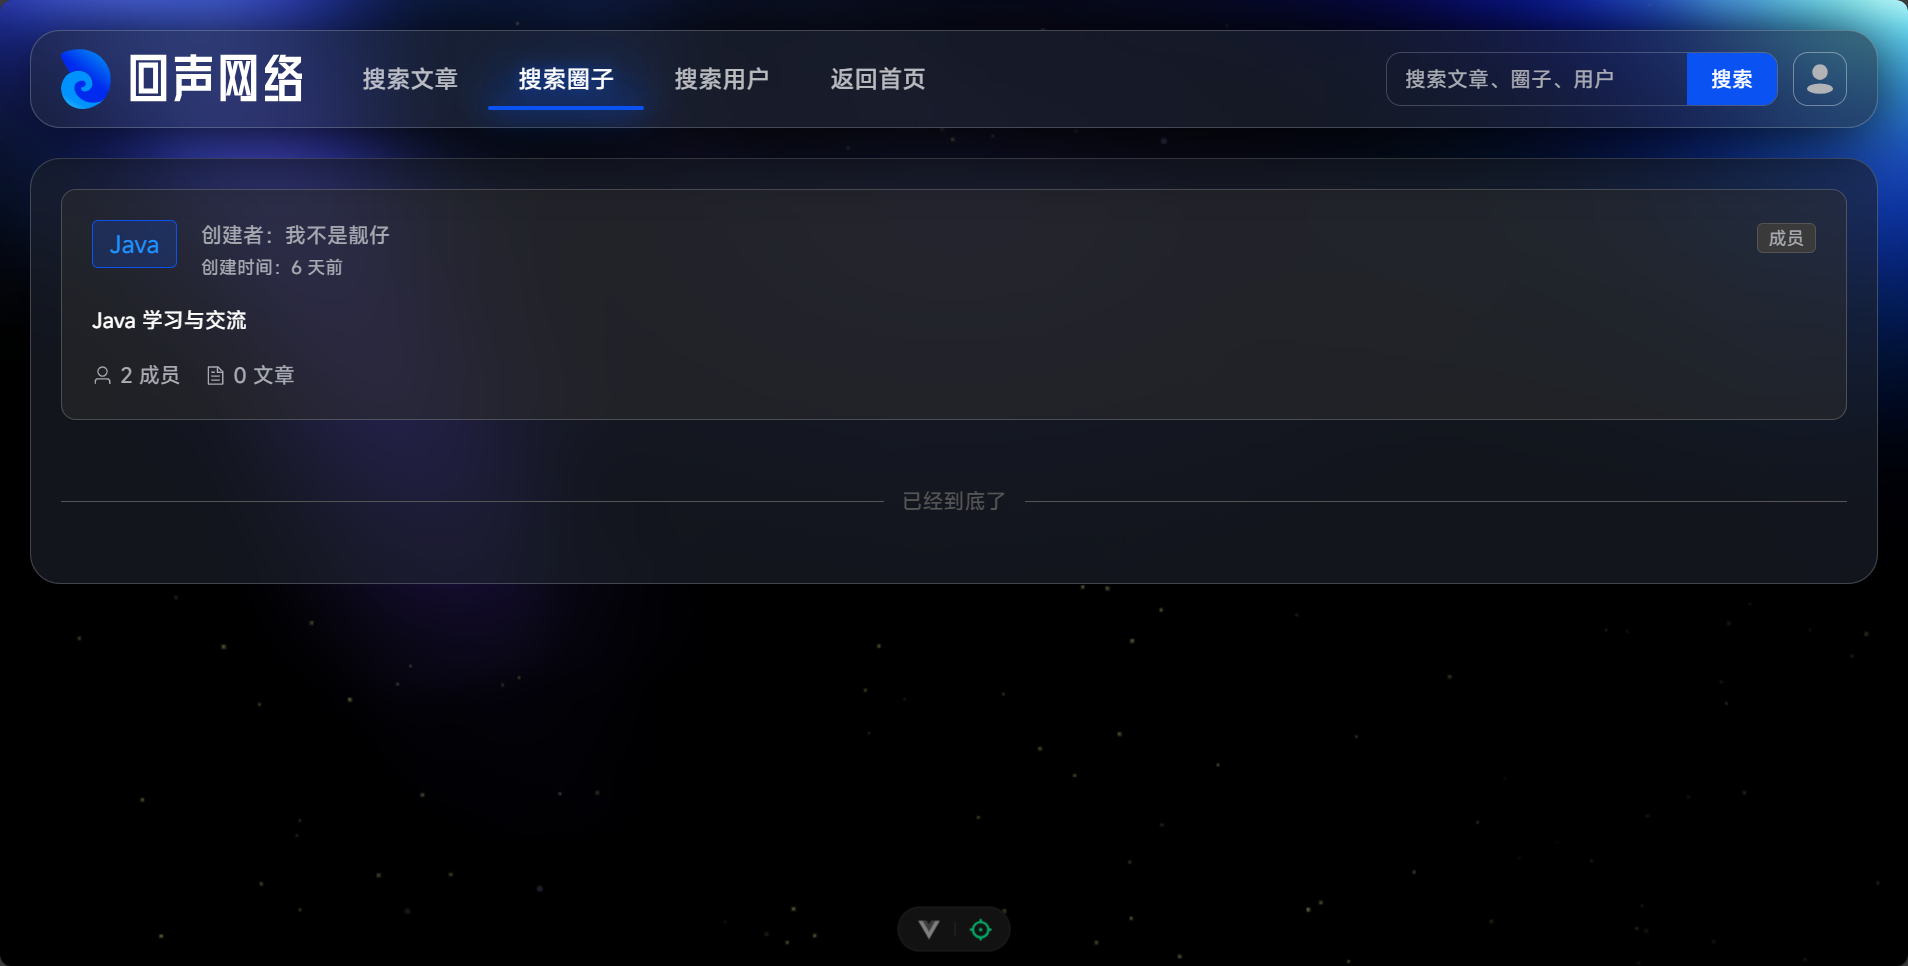 回声网络
搜索文章 搜索圈子 搜索用户 返回首页
搜索文章、圈子、用户 搜索
Java
创建者：我不是靓仔
创建时间：6 天前
成员
Java 学习与交流
2 成员 0 文章
已经到底了